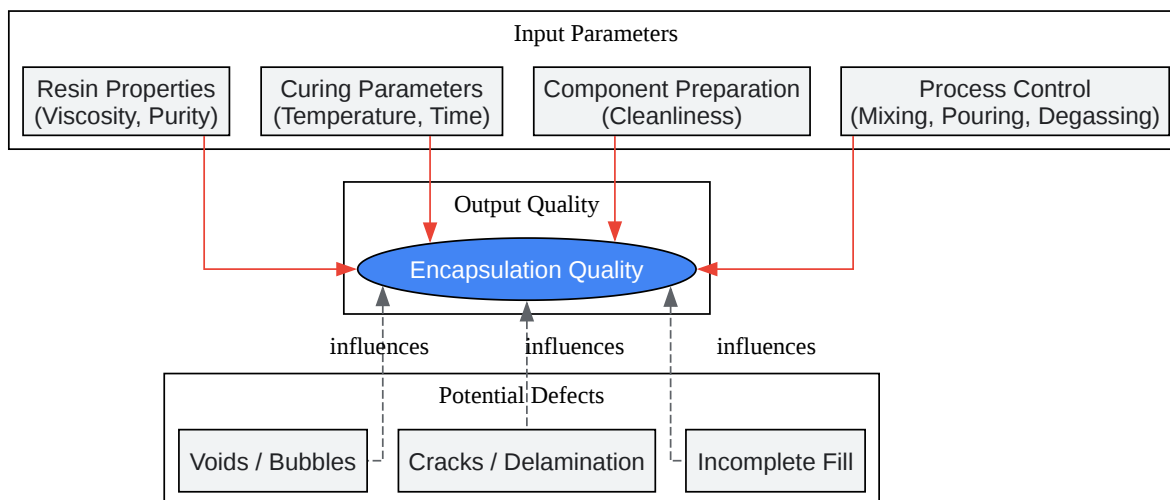 Input Parameters
Resin Properties
(Viscosity, Purity)
Curing Parameters
(Temperature, Time)
Component Preparation
(Cleanliness)
Process Control
(Mixing, Pouring, Degassing)
Output Quality
Encapsulation Quality
influences
influences
influences
Potential Defects
Voids / Bubbles
Cracks / Delamination
Incomplete Fill